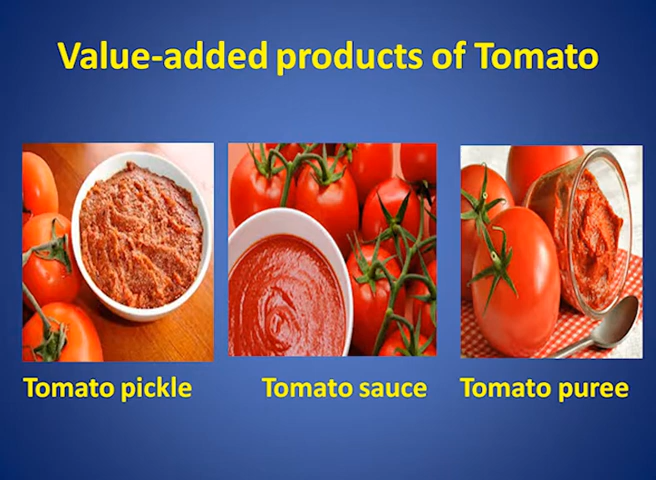 Value-added products of Tomato
Tomato pickle
Tomato sauce
Tomato puree